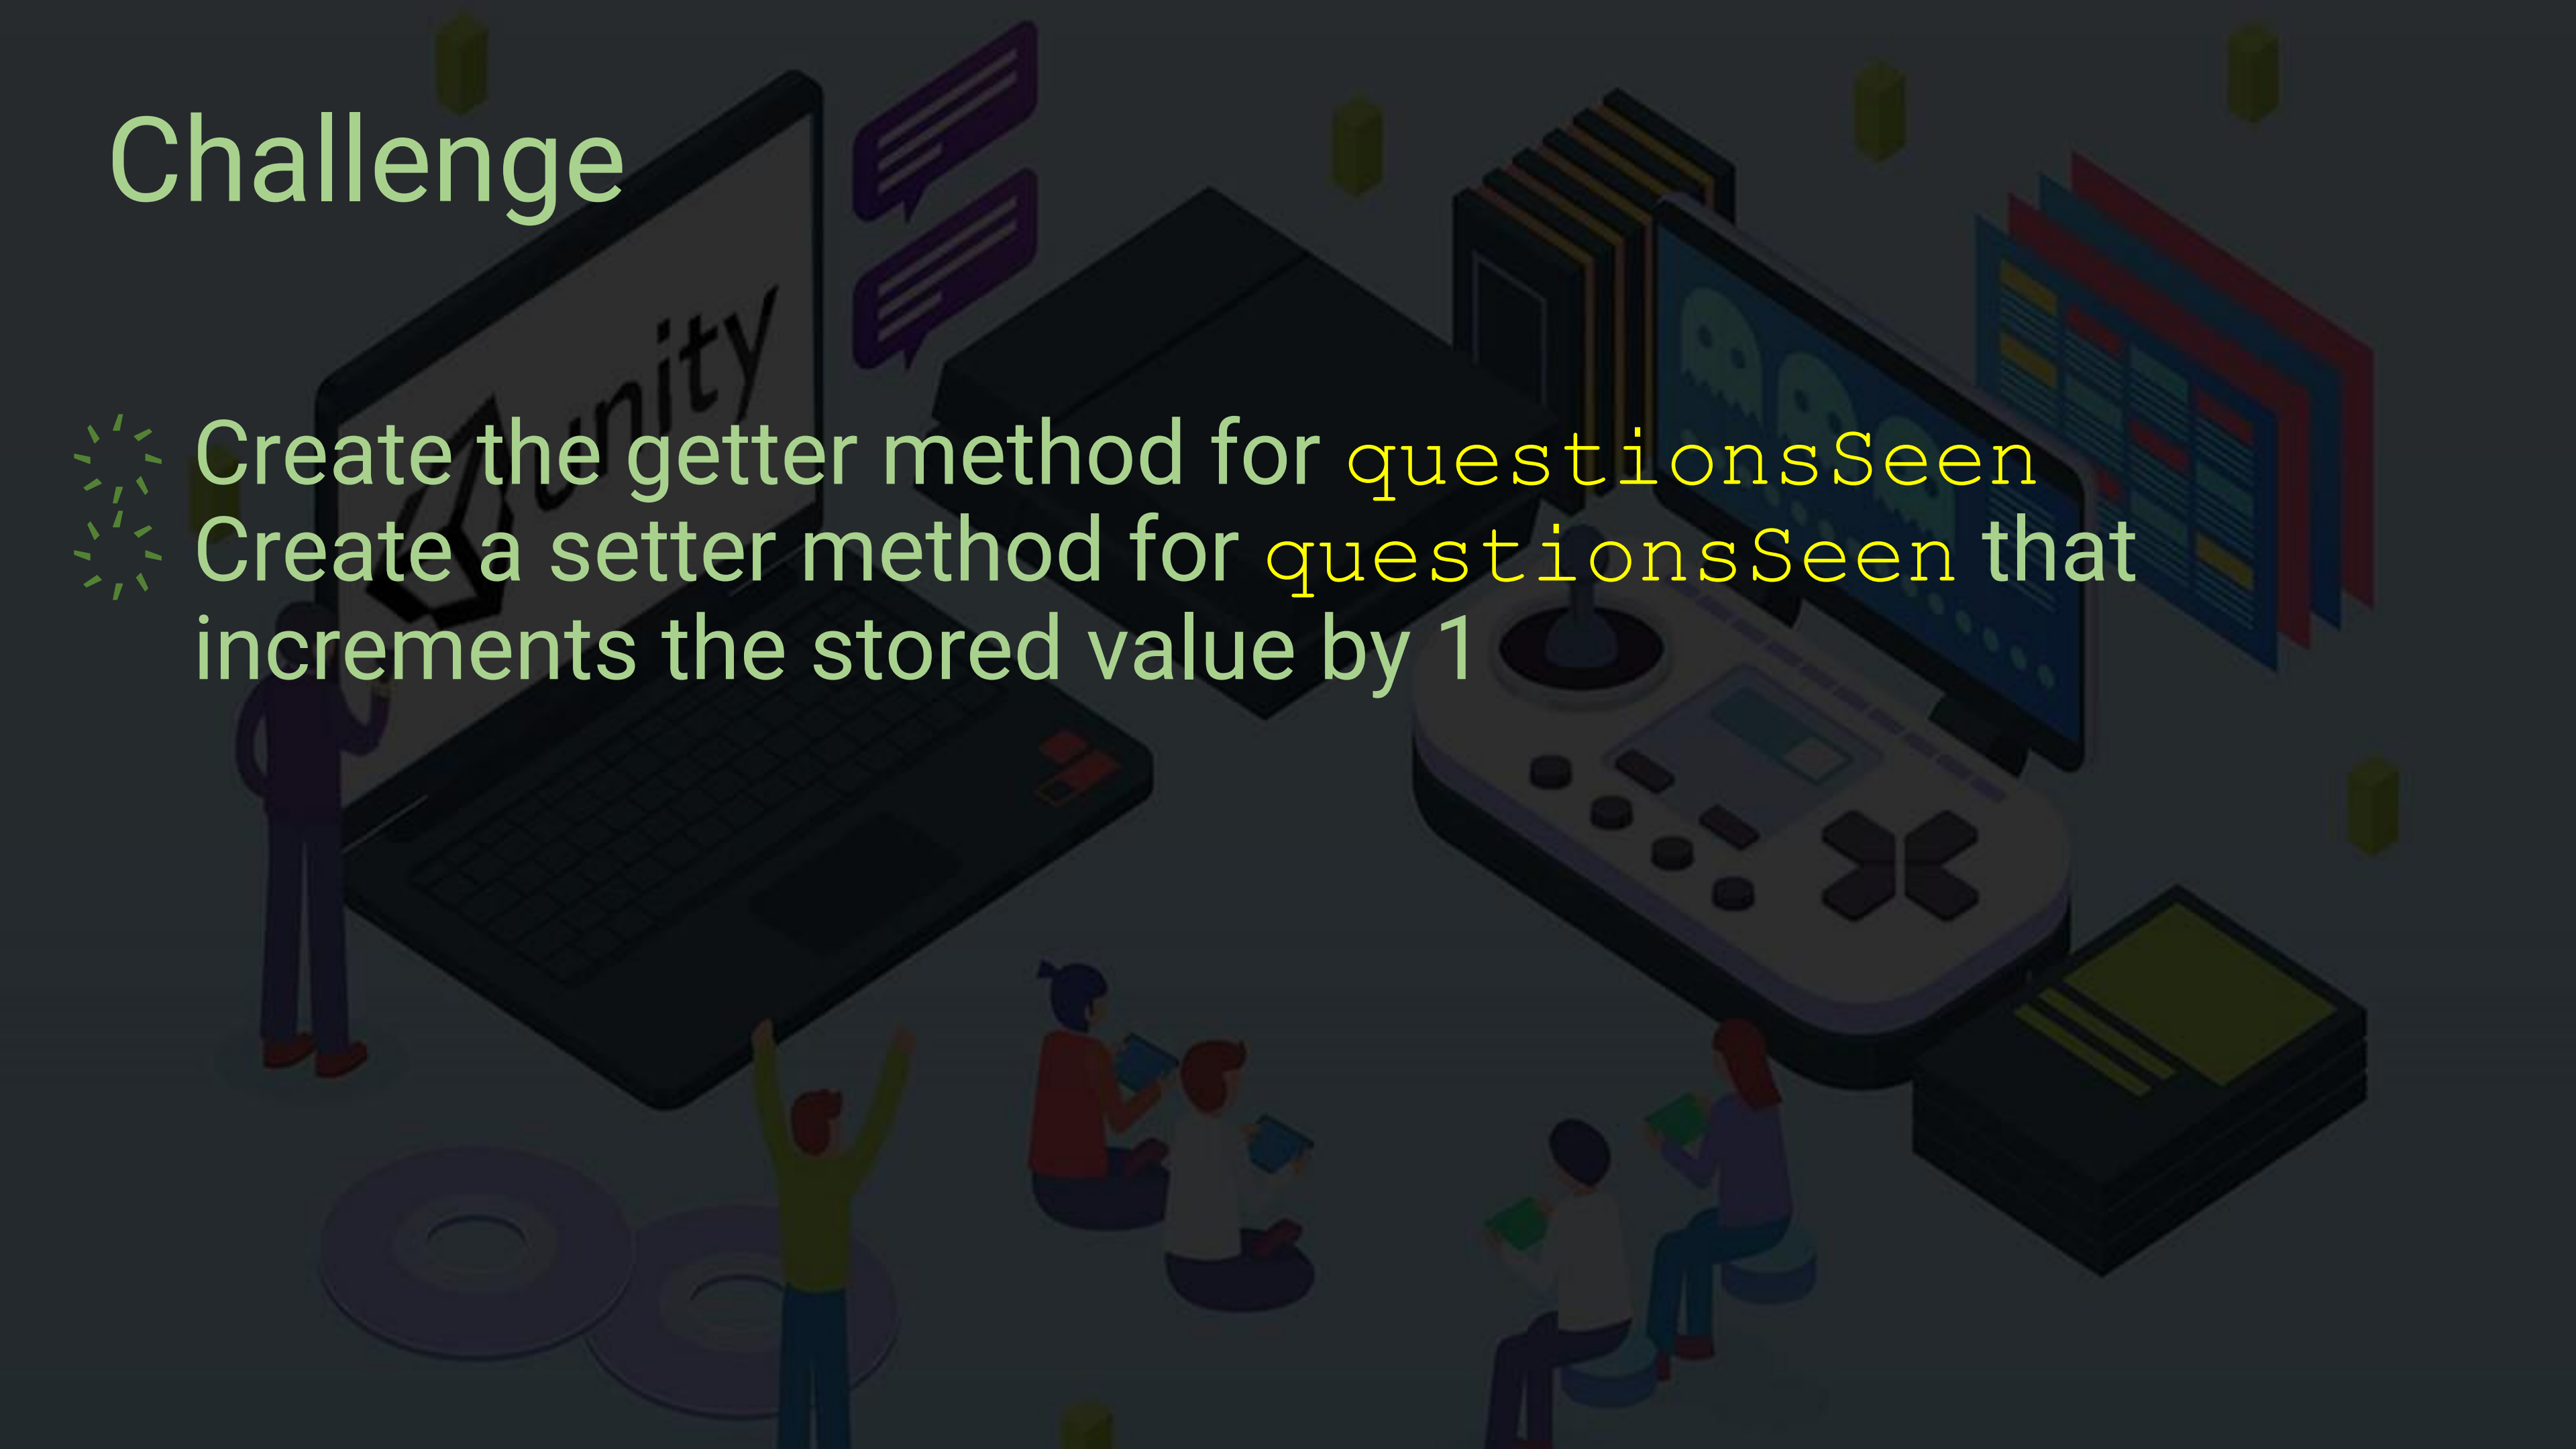 Challenge
unity
Create the getter method for questionsSeen
Create a setter method for questionsSeen that
increments the stored value by 1